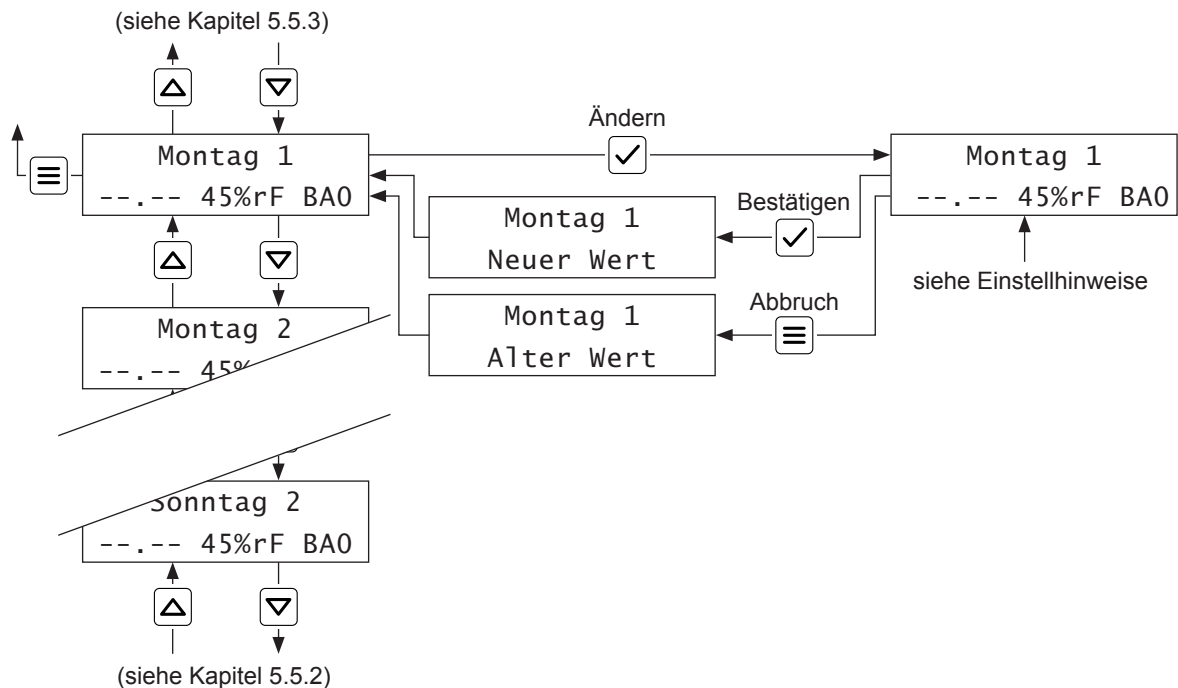 (siehe Kapitel 5.5.3)
Ändern
Montag 1
--.-- 45%rF BA0
Montag 1
--.-- 45%rF BA0
Bestätigen
Montag 1
Neuer Wert
siehe Einstellhinweise
Abbruch
Montag 1
Alter Wert
Montag 2
--.-- 45%
Sonntag 2
--.-- 45%rF BA0
(siehe Kapitel 5.5.2)